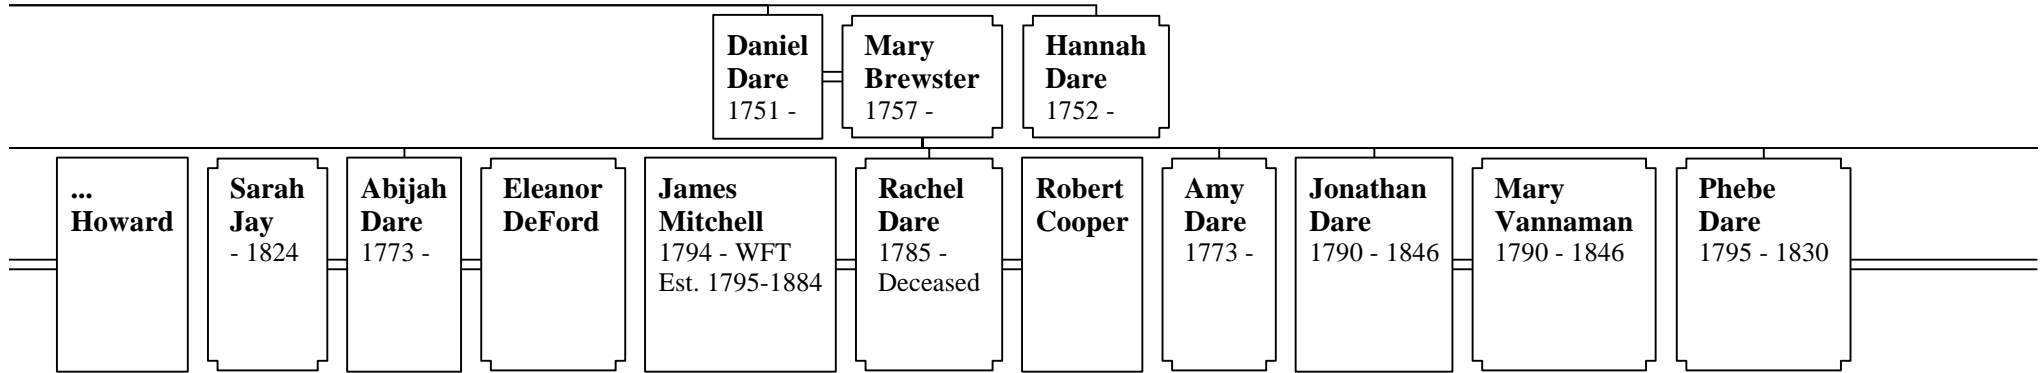 Daniel
Dare
1751 -
Mary
Brewster
1757 -
Hannah
Dare
1752 -
...
Howard
Sarah
Jay
- 1824
Abijah
Dare
1773 -
Eleanor
DeFord
James
Mitchell
1794 - WFT
Est. 1795-1884
Rachel
Dare
1785 -
Deceased
Robert
Cooper
Amy
Dare
1773 -
Jonathan
Dare
1790 - 1846
Mary
Vannaman
1790 - 1846
Phebe
Dare
1795 - 1830